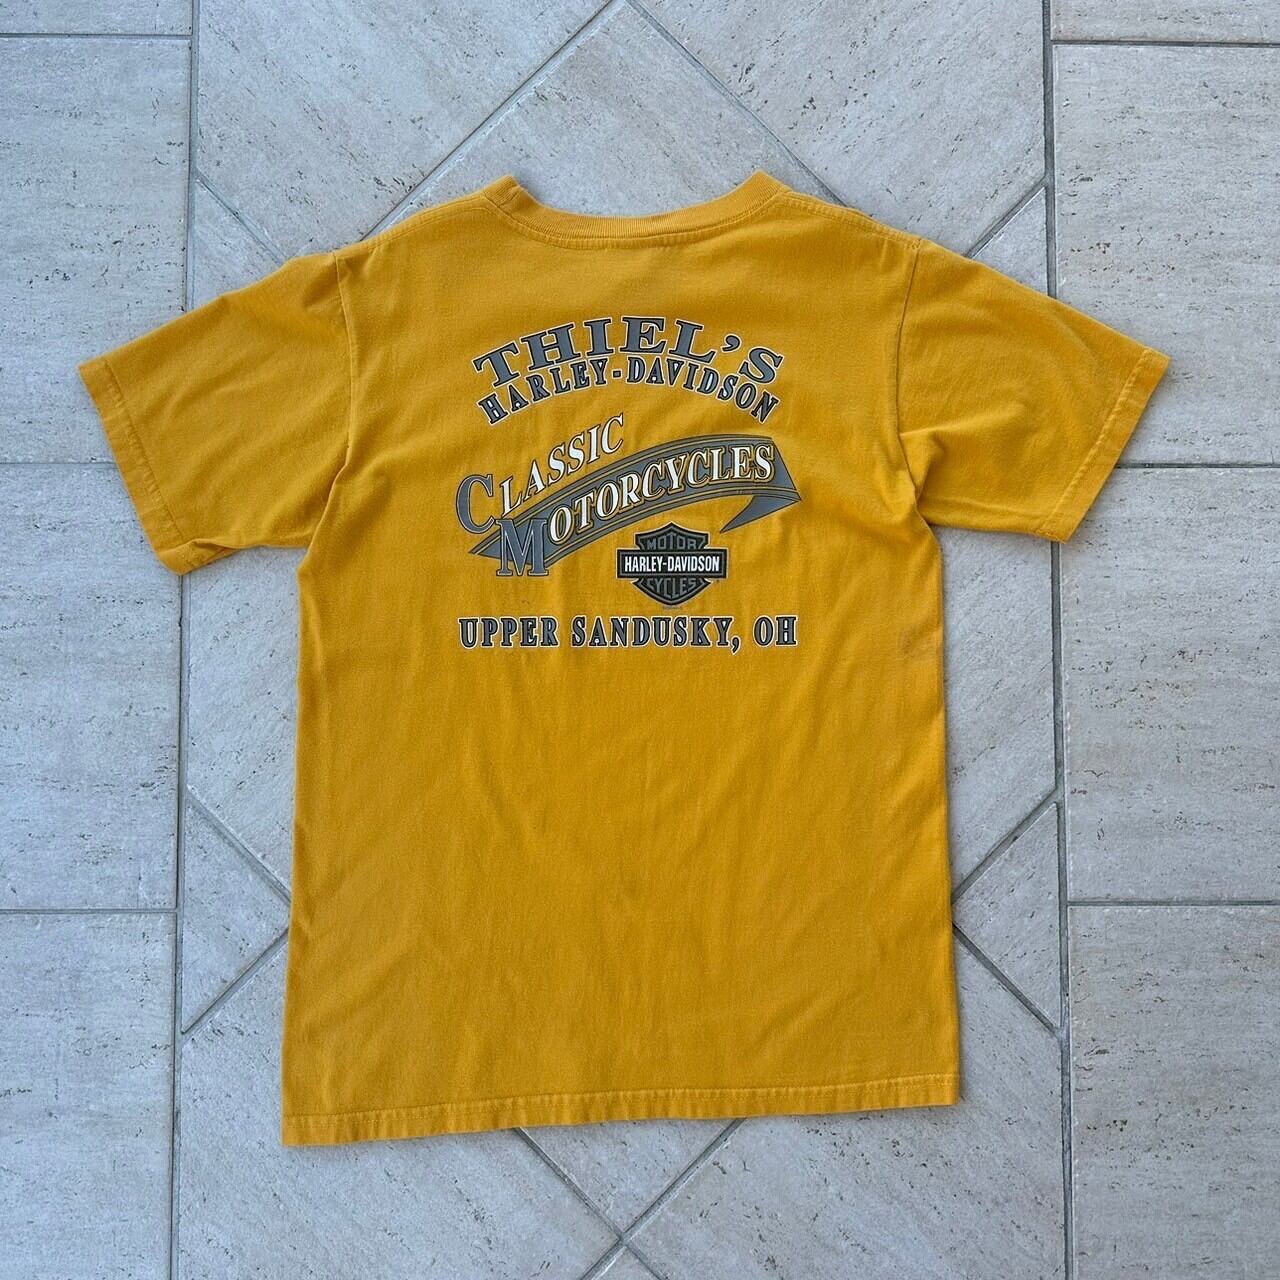 THIEL'S
HARLEY-DAVIDSON
CLASSIC
MOTORCYCLES
MOTOR
HARLEY-DAVIDSON
CYCLES
UPPER SANDUSKY, OH